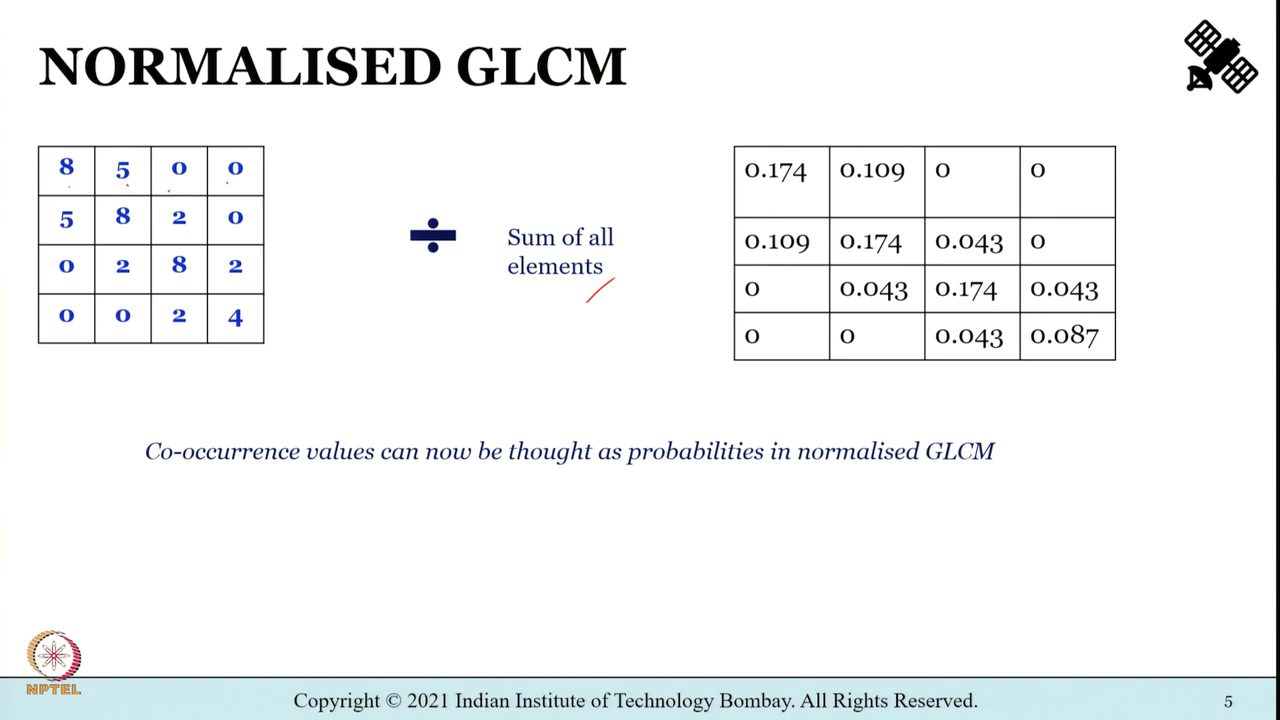 NORMALISED GLCM
8 5 0 0
5 8 2 0
0 2 8 2
0 0 2 4
÷
Sum of all
elements
0.174 0.109 0 0
0.109 0.174 0.043 0
0 0.043 0.174 0.043
0 0 0.043 0.087
Co-occurrence values can now be thought as probabilities in normalised GLCM
NPTEL
Copyright © 2021 Indian Institute of Technology Bombay. All Rights Reserved.
5